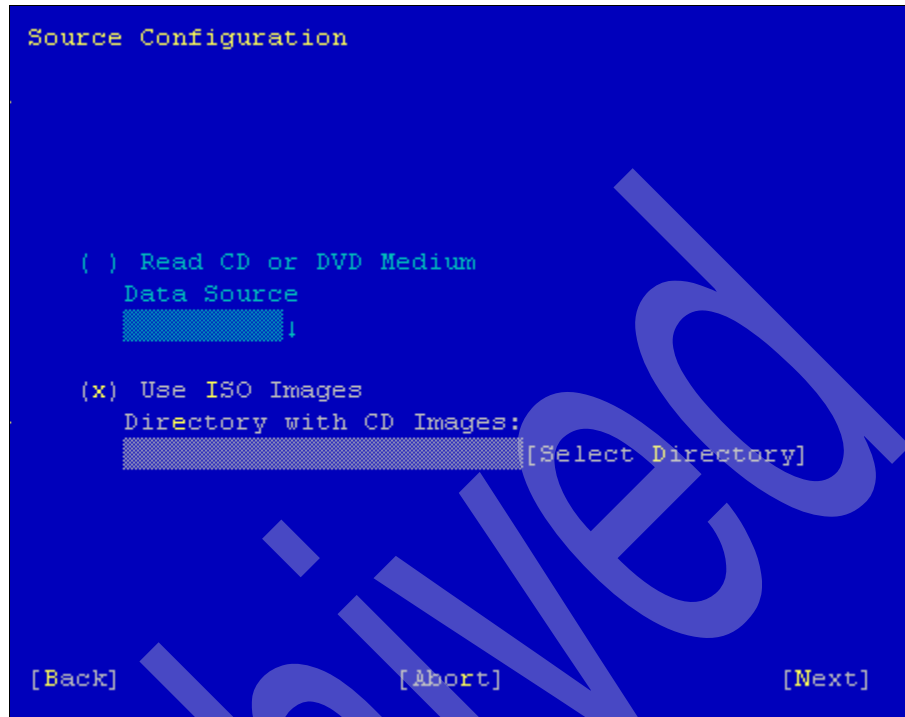 Source Configuration
( ) Read CD or DVD Medium
Data Source
↓
(x) Use ISO Images
Directory with CD Images:
[Select Directory]
[Back] [Abort] [Next]
hived